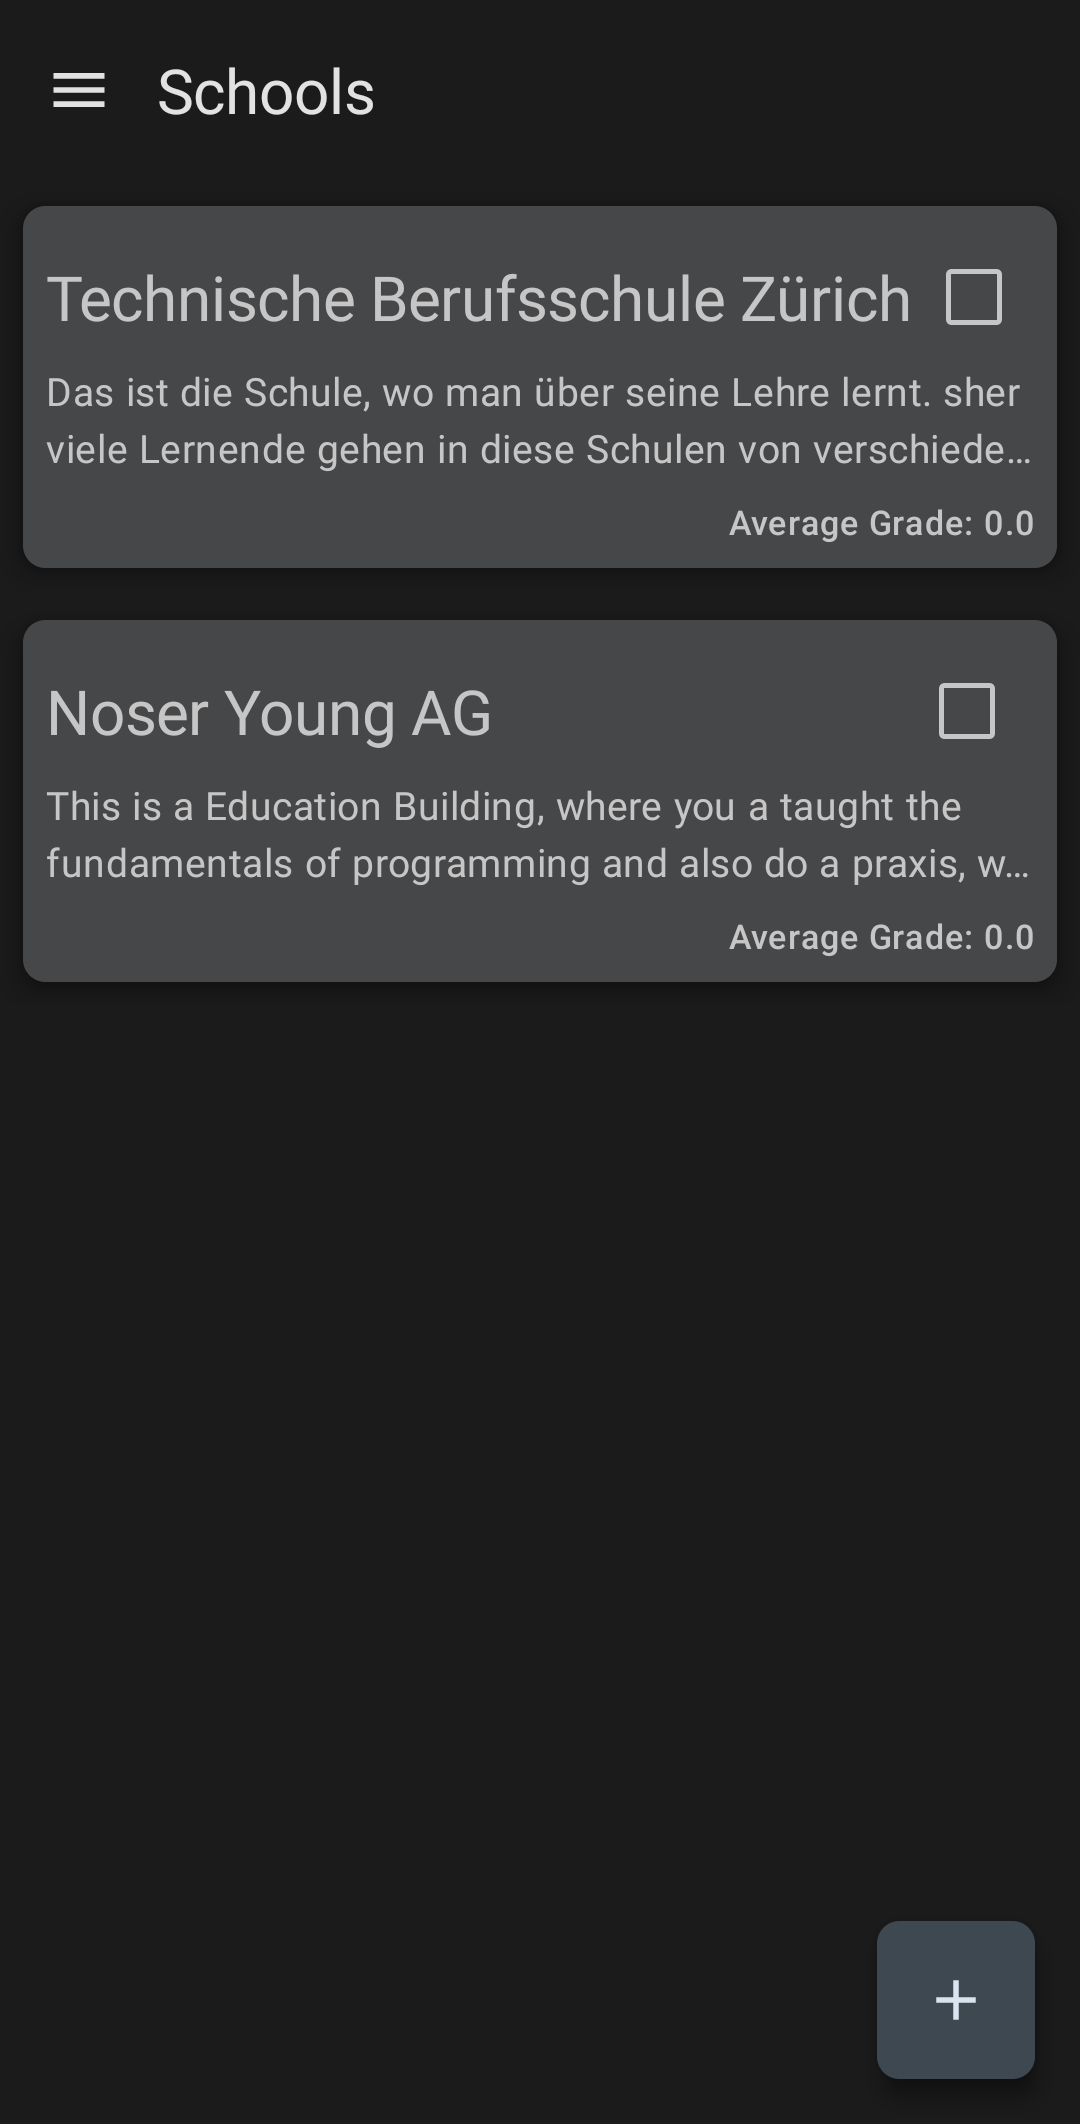 Schools
Technische Berufsschule Zürich
Das ist die Schule, wo man über seine Lehre lernt. sher
viele Lernende gehen in diese Schulen von verschiede…
Average Grade: 0.0
Noser Young AG
This is a Education Building, where you a taught the
fundamentals of programming and also do a praxis, w…
Average Grade: 0.0